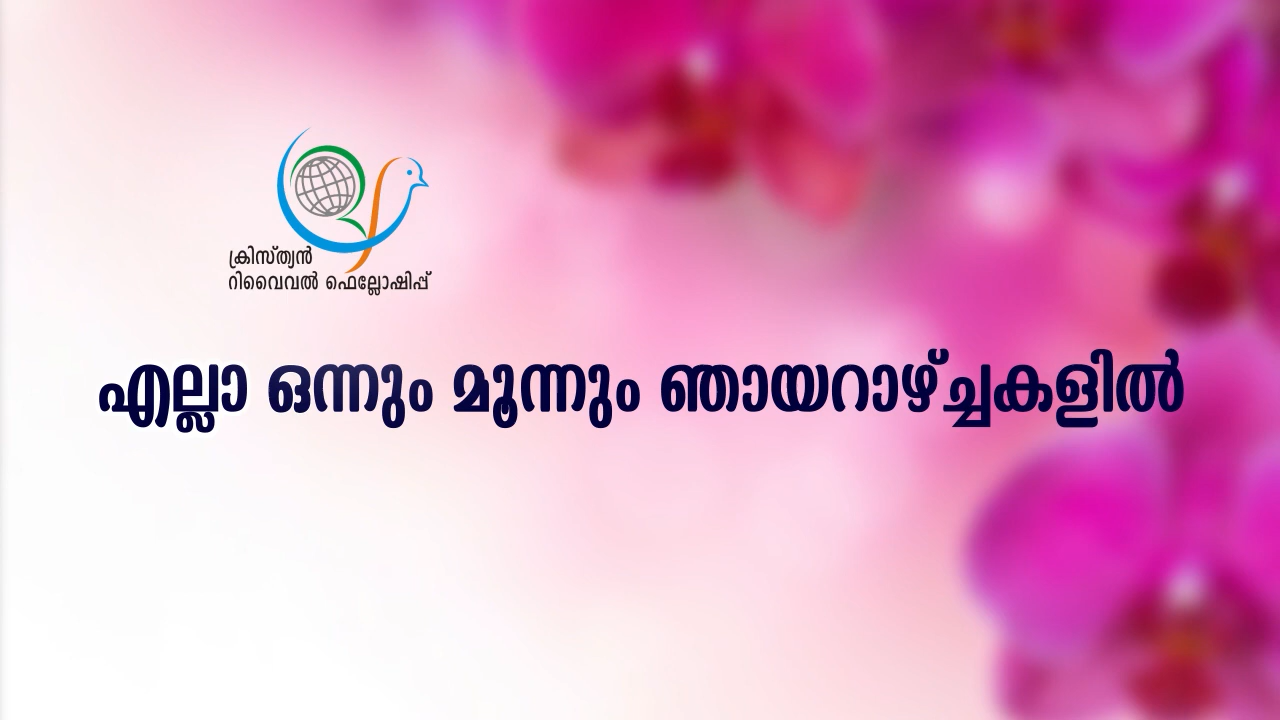 ക്രിസ്ത്യൻ
റിവൈവൽ ഫെല്ലോഷിപ്പ്
എല്ലാ ഒന്നും മൂന്നും ഞായറാഴ്ച്ചകളിൽ